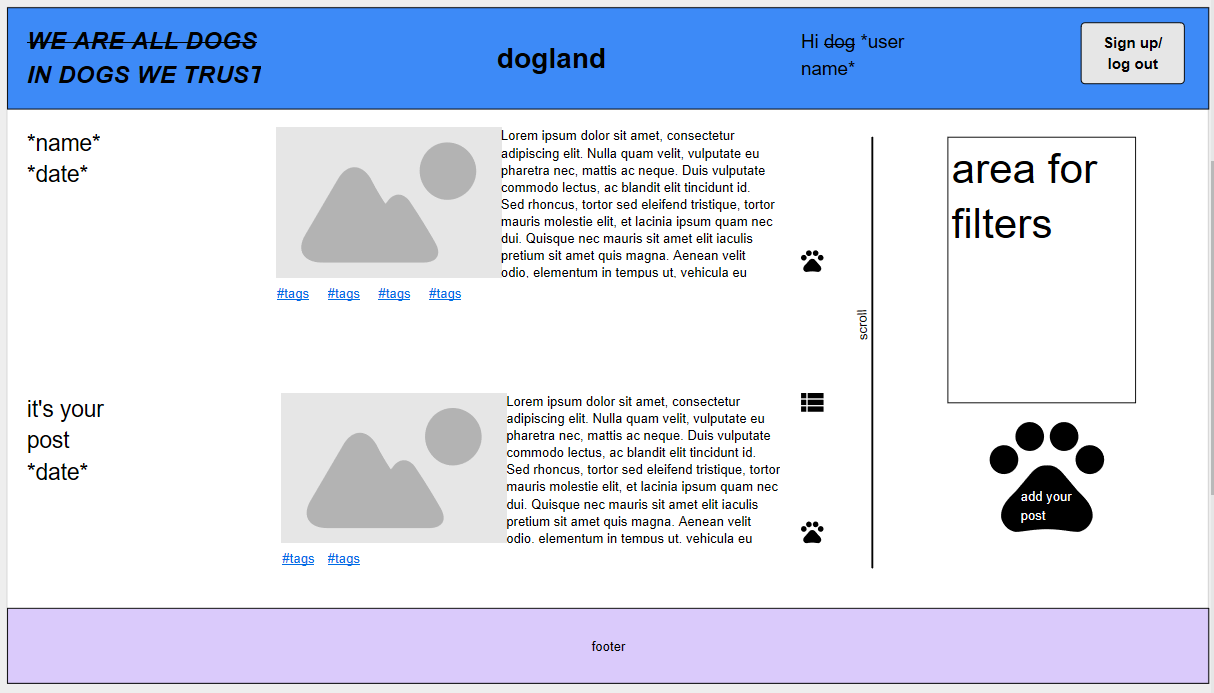 WE ARE ALL DOGS
IN DOGS WE TRUST
dogland
Hi dog *user
name*
Sign up/
log out
*name*
*date*
Lorem ipsum dolor sit amet, consectetur
adipiscing elit. Nulla quam velit, vulputate eu
pharetra nec, mattis ac neque. Duis vulputate
commodo lectus, ac blandit elit tincidunt id.
Sed rhoncus, tortor sed eleifend tristique, tortor
mauris molestie elit, et lacinia ipsum quam nec
dui. Quisque nec mauris sit amet elit iaculis
pretium sit amet quis magna. Aenean velit
odio, elementum in tempus ut, vehicula eu
#tags #tags #tags #tags
scroll
area for
filters
it's your
post
*date*
Lorem ipsum dolor sit amet, consectetur
adipiscing elit. Nulla quam velit, vulputate eu
pharetra nec, mattis ac neque. Duis vulputate
commodo lectus, ac blandit elit tincidunt id.
Sed rhoncus, tortor sed eleifend tristique, tortor
mauris molestie elit, et lacinia ipsum quam nec
dui. Quisque nec mauris sit amet elit iaculis
pretium sit amet quis magna. Aenean velit
odio, elementum in tempus ut, vehicula eu
#tags #tags
add your
post
footer